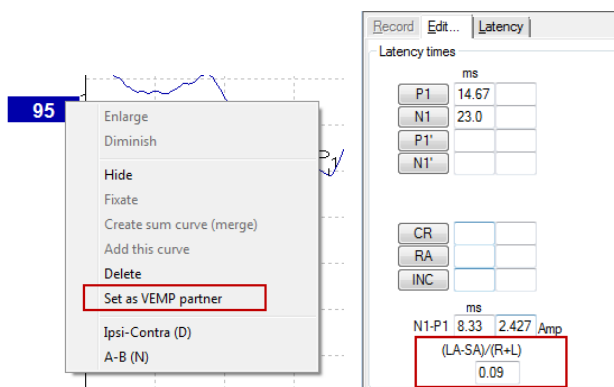 95
Enlarge
Diminish
Hide
Fixate
Create sum curve (merge)
Add this curve
Delete
Set as VEMP partner
Ipsi-Contra (D)
A-B (N)
P1
Record Edit... Latency
Latency times
ms
P1 14.67
N1 23.0
P1'
N1'
CR
RA
INC
ms
N1-P1 8.33 2.427 Amp
(LA-SA)/(R+L)
0.09